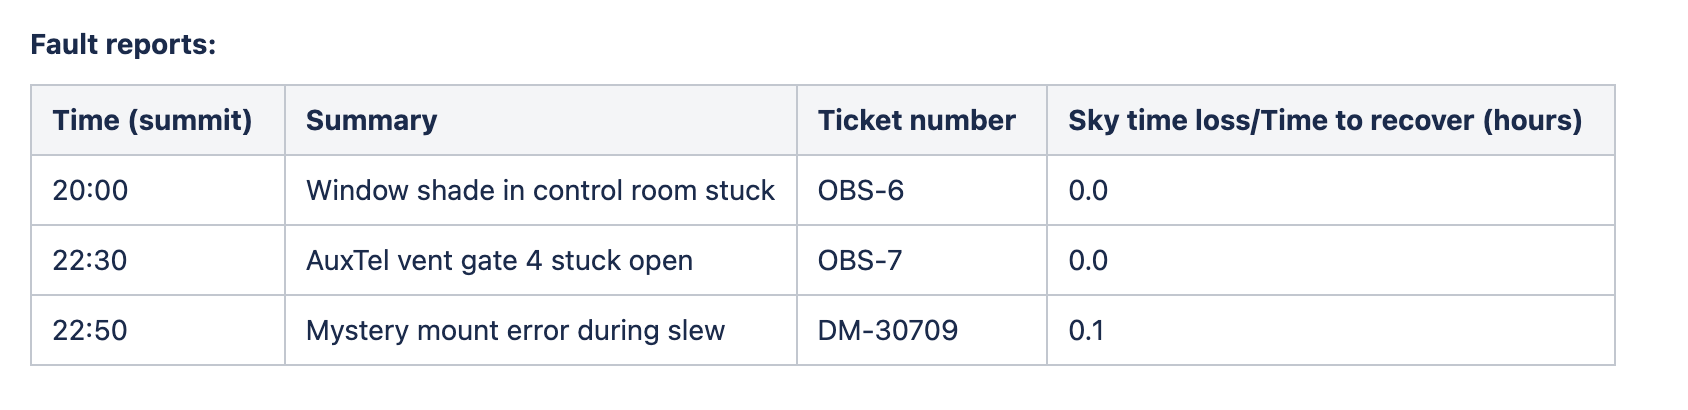 Fault reports:
Time (summit) Summary Ticket number Sky time loss/Time to recover (hours)
20:00 Window shade in control room stuck OBS-6 0.0
22:30 AuxTel vent gate 4 stuck open OBS-7 0.0
22:50 Mystery mount error during slew DM-30709 0.1